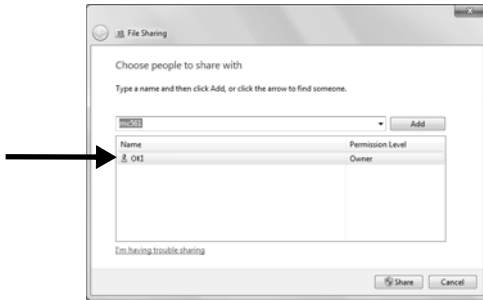 File Sharing
Choose people to share with
Type a name and then click Add, or click the arrow to find someone.
mc561
Add
Name Permission Level
OKI Owner
I'm having trouble sharing
Share Cancel